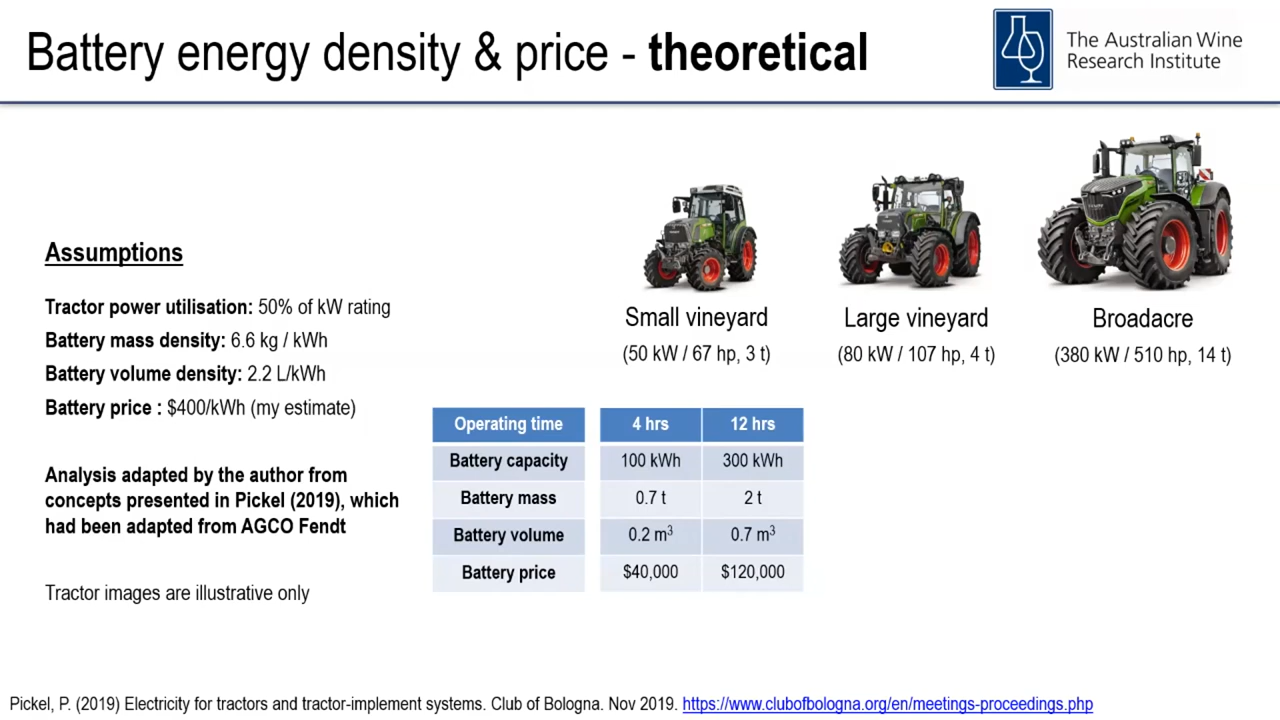 Battery energy density & price - theoretical
The Australian Wine
Research Institute
Assumptions
Tractor power utilisation: 50% of kW rating
Battery mass density: 6.6 kg / kWh
Battery volume density: 2.2 L/kWh
Battery price : $400/kWh (my estimate)
Analysis adapted by the author from
concepts presented in Pickel (2019), which
had been adapted from AGCO Fendt
Tractor images are illustrative only
Small vineyard
(50 kW / 67 hp, 3 t)
Large vineyard
(80 kW / 107 hp, 4 t)
Broadacre
(380 kW / 510 hp, 14 t)
Operating time 4 hrs 12 hrs
Battery capacity 100 kWh 300 kWh
Battery mass 0.7 t 2 t
Battery volume 0.2 m³ 0.7 m³
Battery price $40,000 $120,000
Pickel, P. (2019) Electricity for tractors and tractor-implement systems. Club of Bologna. Nov 2019. https://www.clubofbologna.org/en/meetings-proceedings.php